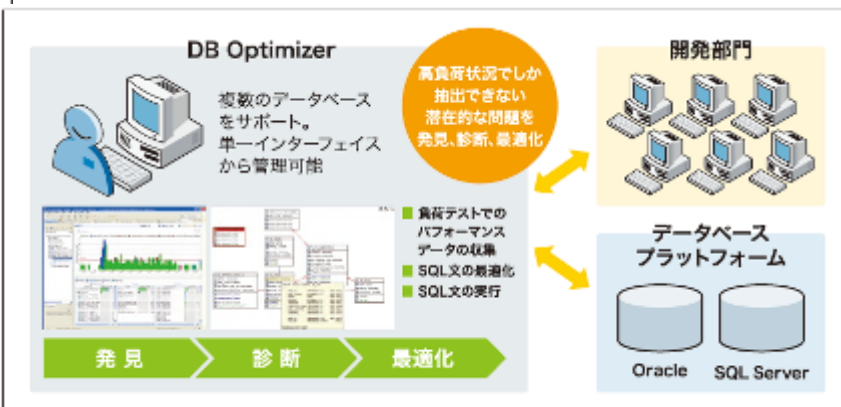 DB Optimizer
複数のデータベース
をサポート。
単一インターフェイス
から管理可能
高負荷状況でしか
抽出できない
潜在的な問題を
発見、診断、最適化
負荷テストでの
パフォーマンス
データの収集
SQL文の最適化
SQL文の実行
発見
診断
最適化
開発部門
データベース
プラットフォーム
Oracle
SQL Server